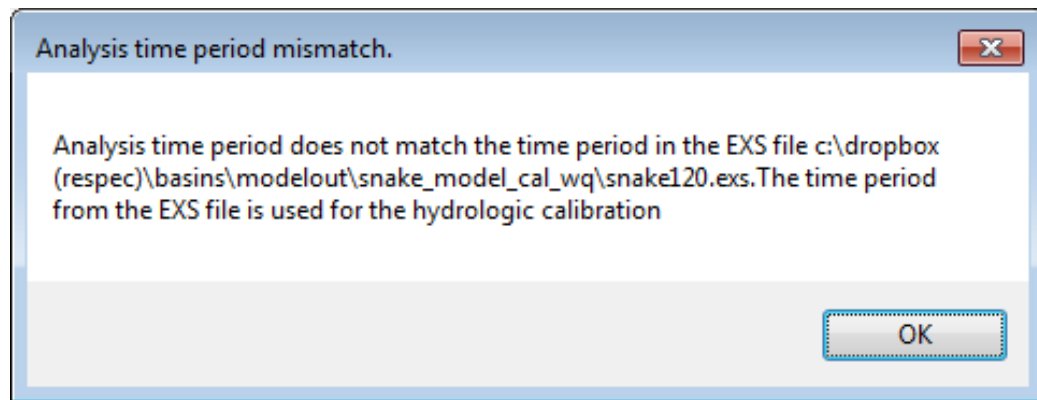 Analysis time period mismatch.
Analysis time period does not match the time period in the EXS file c:\dropbox
(respec)\basins\modelout\snake_model_cal_wq\snake120.exs.The time period
from the EXS file is used for the hydrologic calibration
OK